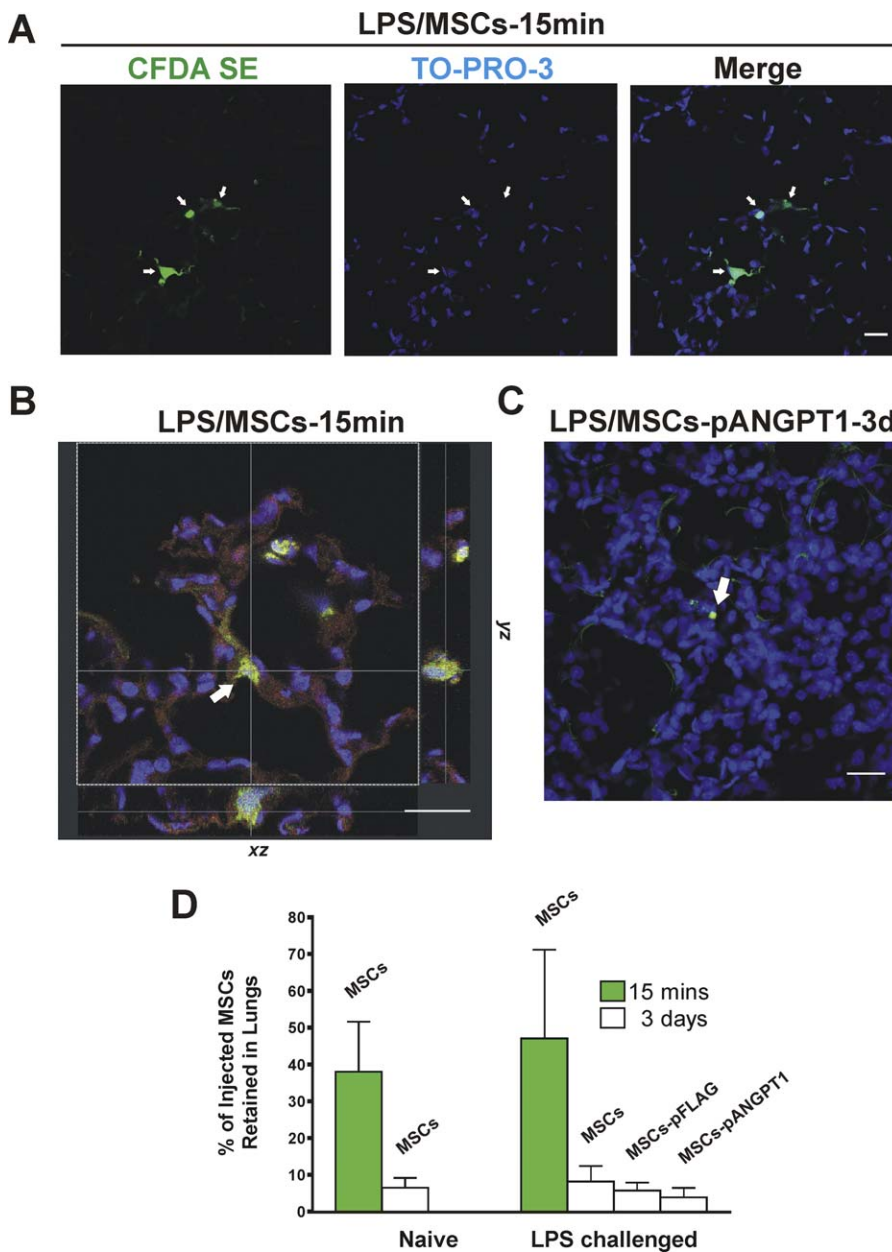 A
LPS/MSCs-15min
CFDA SE
TO-PRO-3
Merge
B
LPS/MSCs-15min
yz
xz
C
LPS/MSCs-pANGPT1-3d
D
% of Injected MSCs
Retained in Lungs
80
70
60
50
40
30
20
10
0
MSCs
MSCs
MSCs
MSCs
MSCs-pFLAG
MSCs-pANGPT1
15 mins
3 days
Naive
LPS challenged